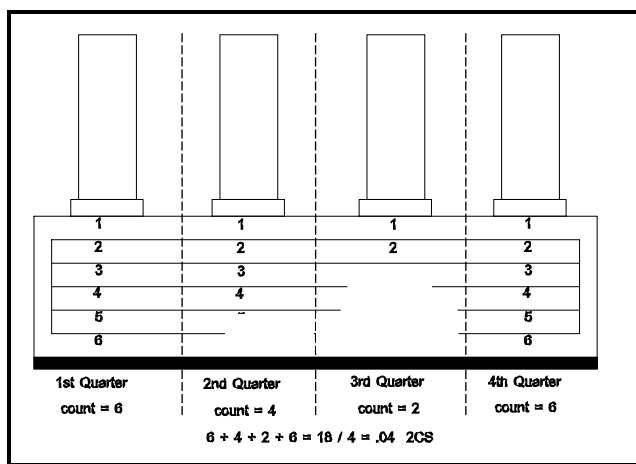 1 1 1 1
2 2 2 2
3 3 3
4 4 4
5 5
6 6
1st Quarter 2nd Quarter 3rd Quarter 4th Quarter
count = 6 count = 4 count = 2 count = 6
6 + 4 + 2 + 6 = 18 / 4 = .04 2CS